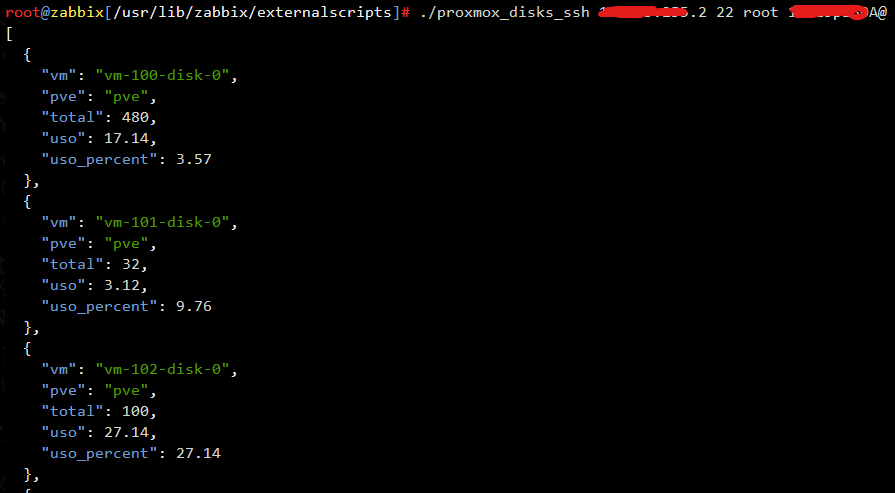 root@zabbix[/usr/lib/zabbix/externalscripts]# ./proxmox_disks_ssh .2 22 root
[
{
"vm": "vm-100-disk-0",
"pve": "pve",
"total": 480,
"uso": 17.14,
"uso_percent": 3.57
},
{
"vm": "vm-101-disk-0",
"pve": "pve",
"total": 32,
"uso": 3.12,
"uso_percent": 9.76
},
{
"vm": "vm-102-disk-0",
"pve": "pve",
"total": 100,
"uso": 27.14,
"uso_percent": 27.14
},